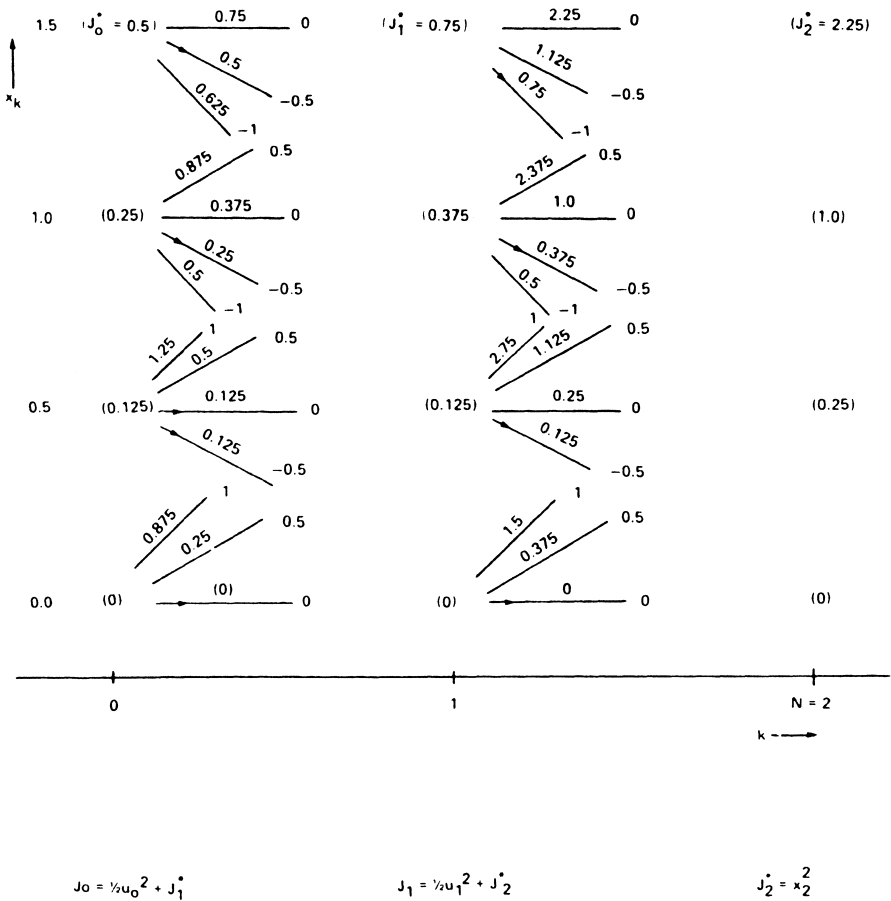 1.5 (J₀* = 0.5) 0.75 0 (J₁* = 0.75) 2.25 0 (J₂* = 2.25)
xₖ 0.5 1.125
0.625 −0.5 0.75 −0.5
−1 −1
0.875 0.5 2.375 0.5
1.0 (0.25) 0.375 0 (0.375 1.0 0 (1.0)
0.25 0.375
0.5 −0.5 0.5 −0.5
−1 1 −1
1 0.5 0.5
1.25 0.5 2.75 1.125
0.5 (0.125) 0.125 0 (0.125) 0.25 0 (0.25)
0.125 0.125
−0.5 −0.5
1 1
0.875 0.25 0.5 1.5 0.375 0.5
0.0 (0) (0) 0 (0) 0 0 (0)
0 1 N = 2
k
J0 = ½u₀² + J₁* J₁ = ½u₁² + J₂* J₂* = x₂²